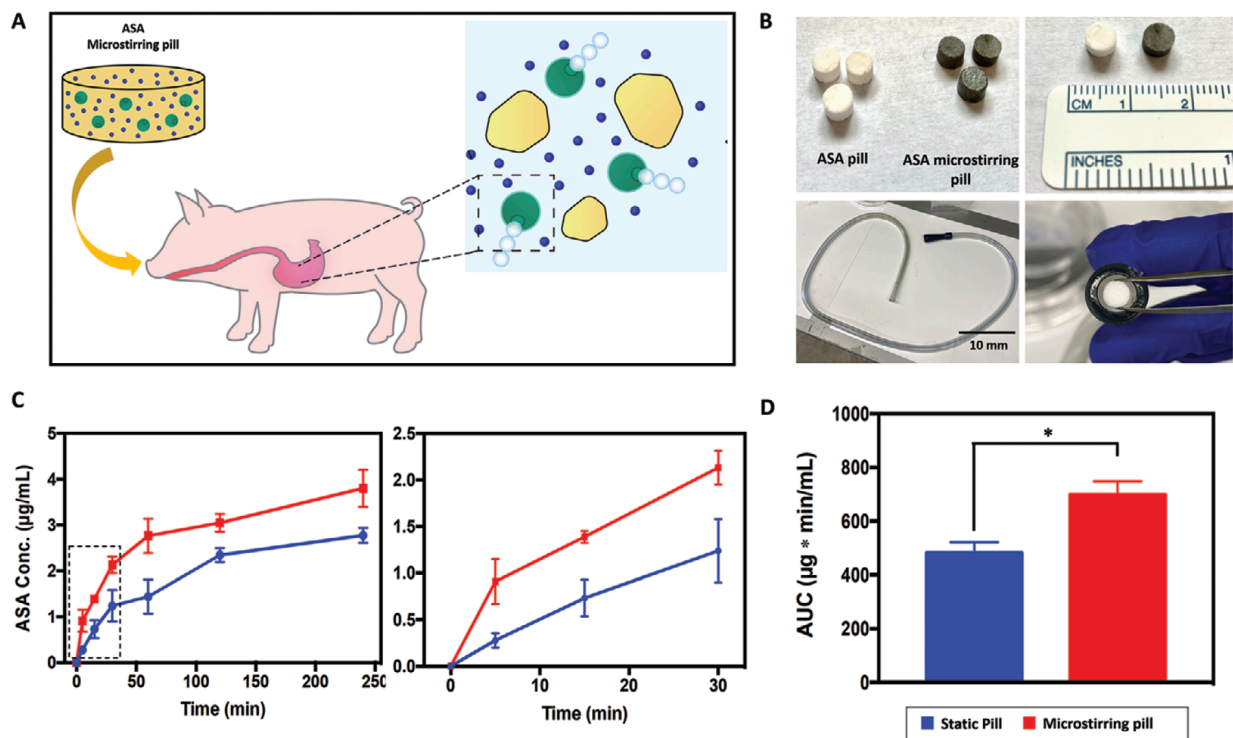 A
ASA
Microstirring pill
B
ASA pill
ASA microstirring
pill
CM 1 2
INCHES 1
10 mm
C
ASA Conc. (µg/mL)
5
4
3
2
1
0
0 50 100 150 200 250
Time (min)
2.5
2.0
1.5
1.0
0.5
0.0
0 10 20 30
Time (min)
D
AUC (µg * min/mL)
1000
800
600
400
200
0
*
Static Pill Microstirring pill